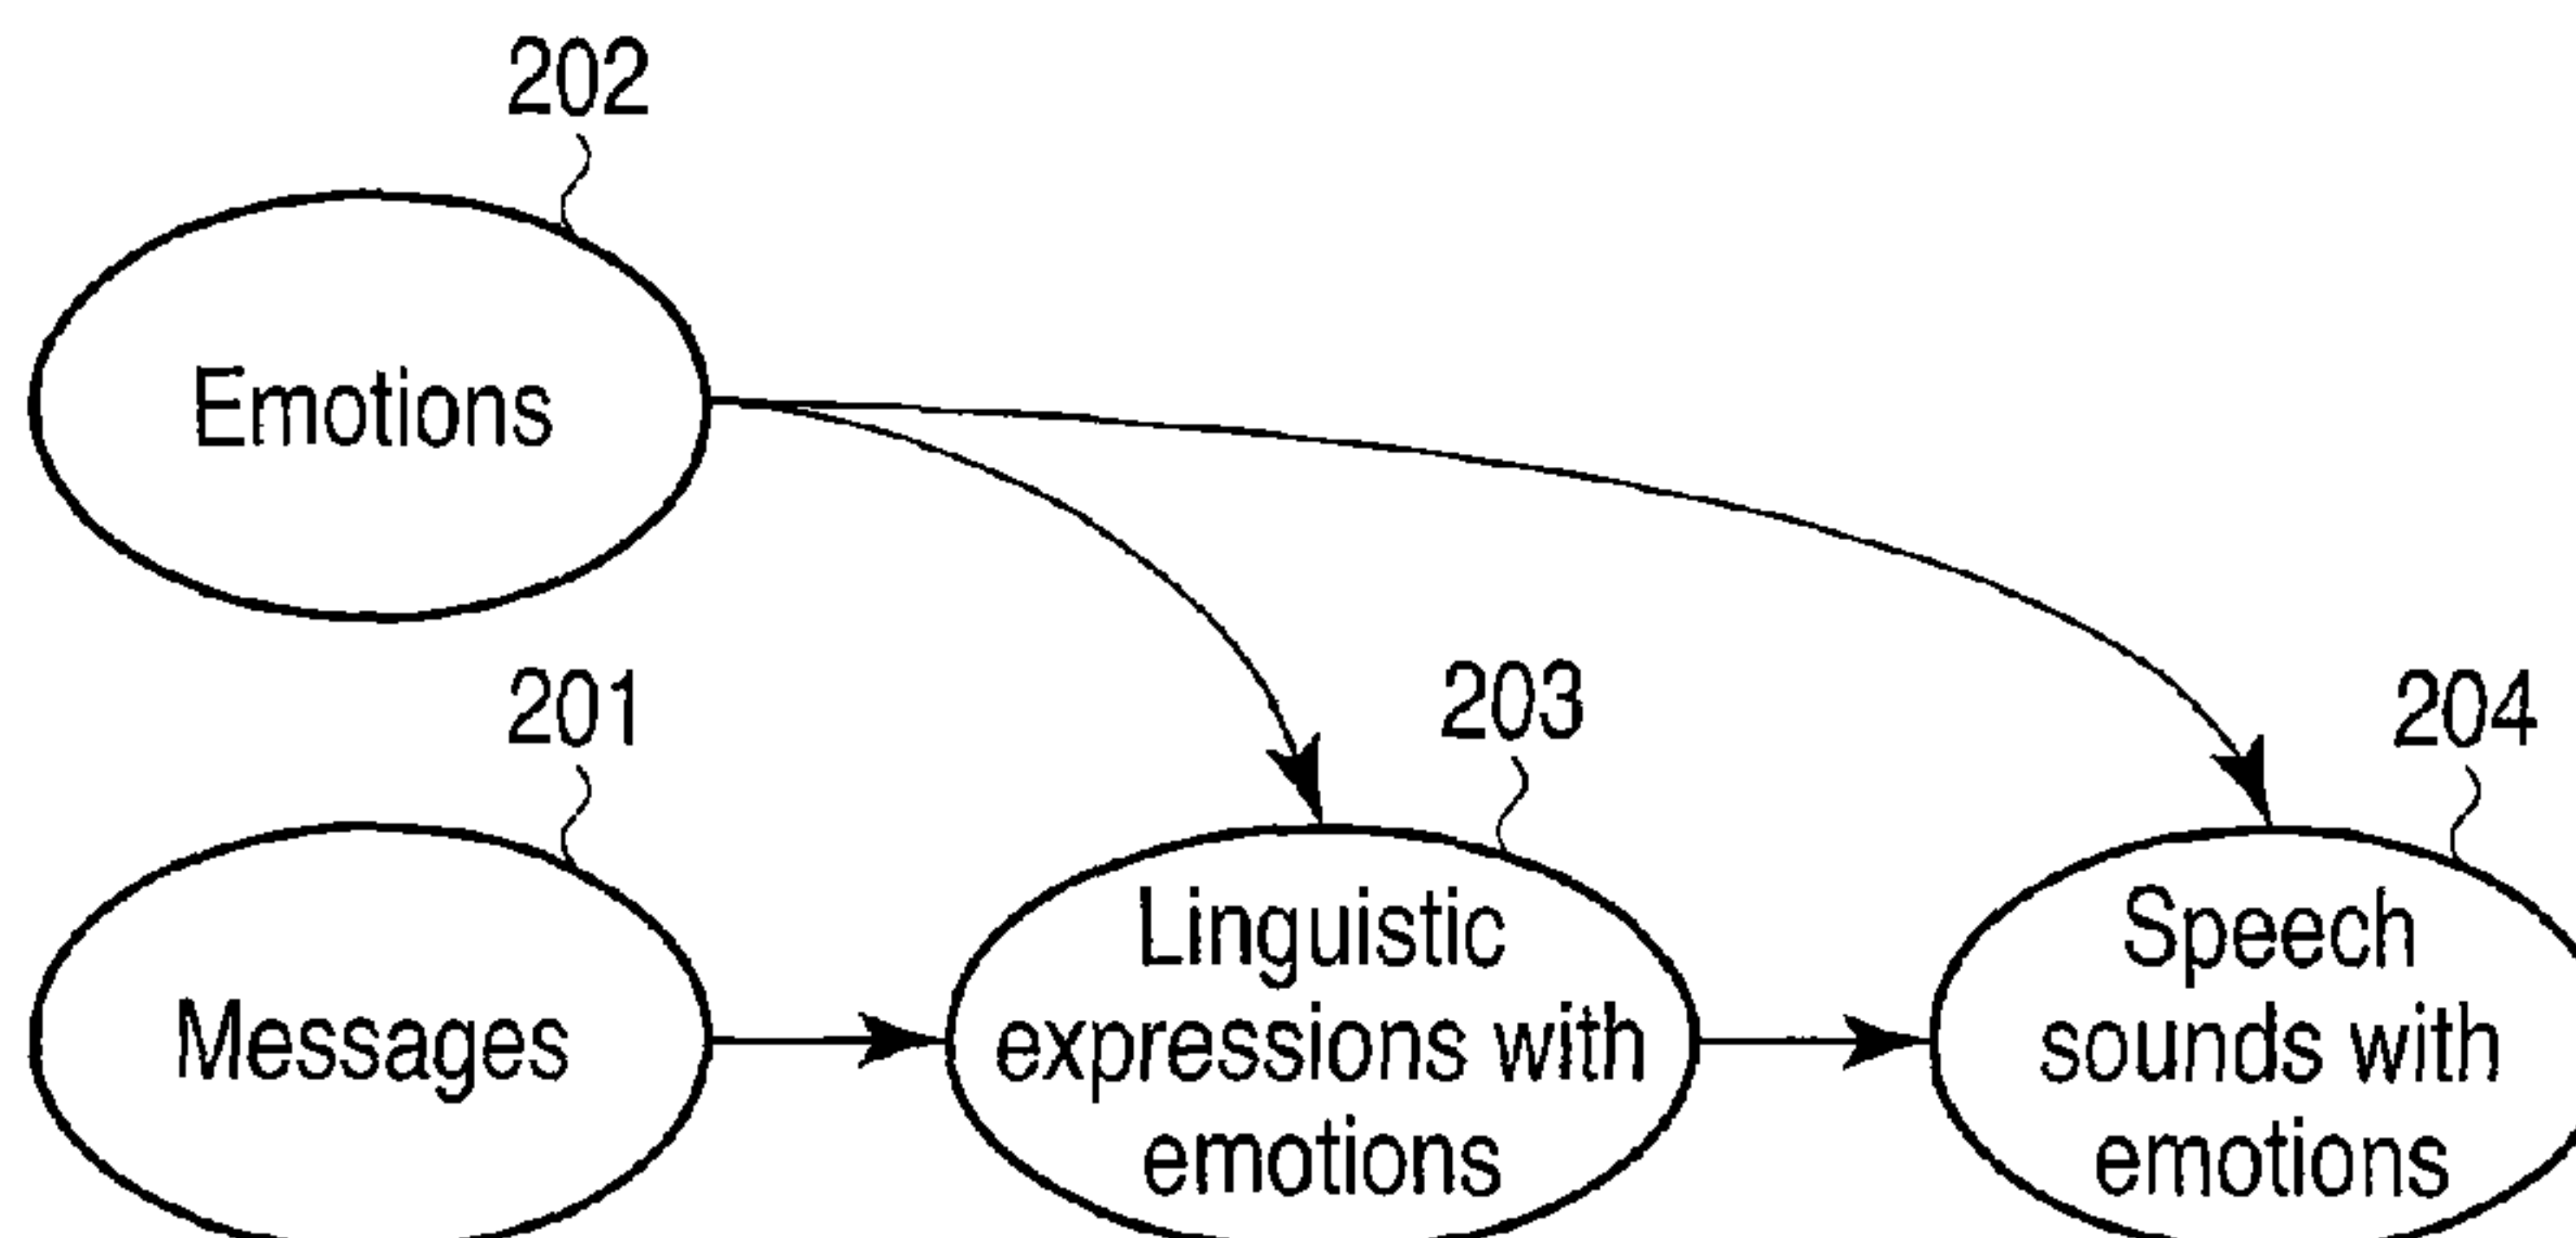 202
Emotions
201
203
204
Messages
Linguistic
expressions with
emotions
Speech
sounds with
emotions